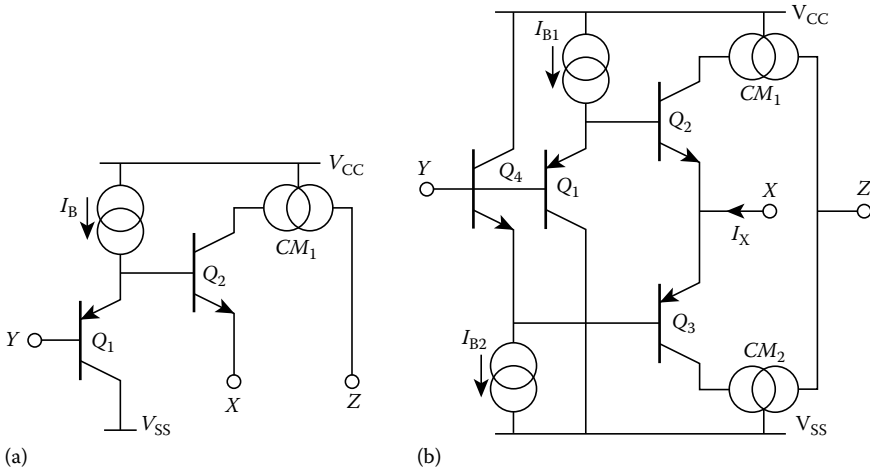 V_CC
I_B
CM_1
Q_2
Y
Q_1
X
Z
V_SS
(a)
V_CC
I_B1
CM_1
Q_2
Y
Q_4
Q_1
X
Z
I_X
Q_3
I_B2
CM_2
V_SS
(b)